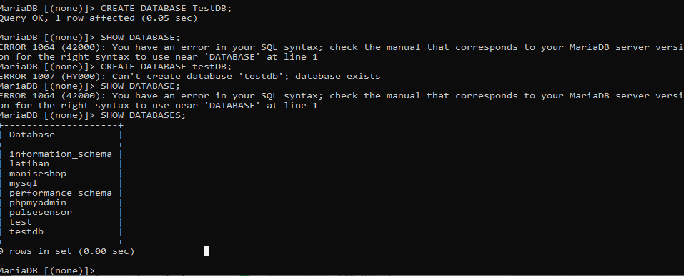 MariaDB [(none)]> CREATE DATABASE TestDB;
Query OK, 1 row affected (0.05 sec)
MariaDB [(none)]> SHOW DATABASE;
ERROR 1064 (42000): You have an error in your SQL syntax; check the manual that corresponds to your MariaDB server versi
on for the right syntax to use near 'DATABASE' at line 1
MariaDB [(none)]> CREATE DATABASE testDB;
ERROR 1007 (HY000): Can't create database 'testdb'; database exists
MariaDB [(none)]> SHOW DATABASE;
ERROR 1064 (42000): You have an error in your SQL syntax; check the manual that corresponds to your MariaDB server versi
on for the right syntax to use near 'DATABASE' at line 1
MariaDB [(none)]> SHOW DATABASES;
+--------------------+
| Database           |
+--------------------+
| information_schema |
| latihan            |
| maniseshop         |
| mysql              |
| performance_schema |
| phpmyadmin         |
| pulsesensor        |
| test               |
| testdb             |
+--------------------+
9 rows in set (0.00 sec)
MariaDB [(none)]>